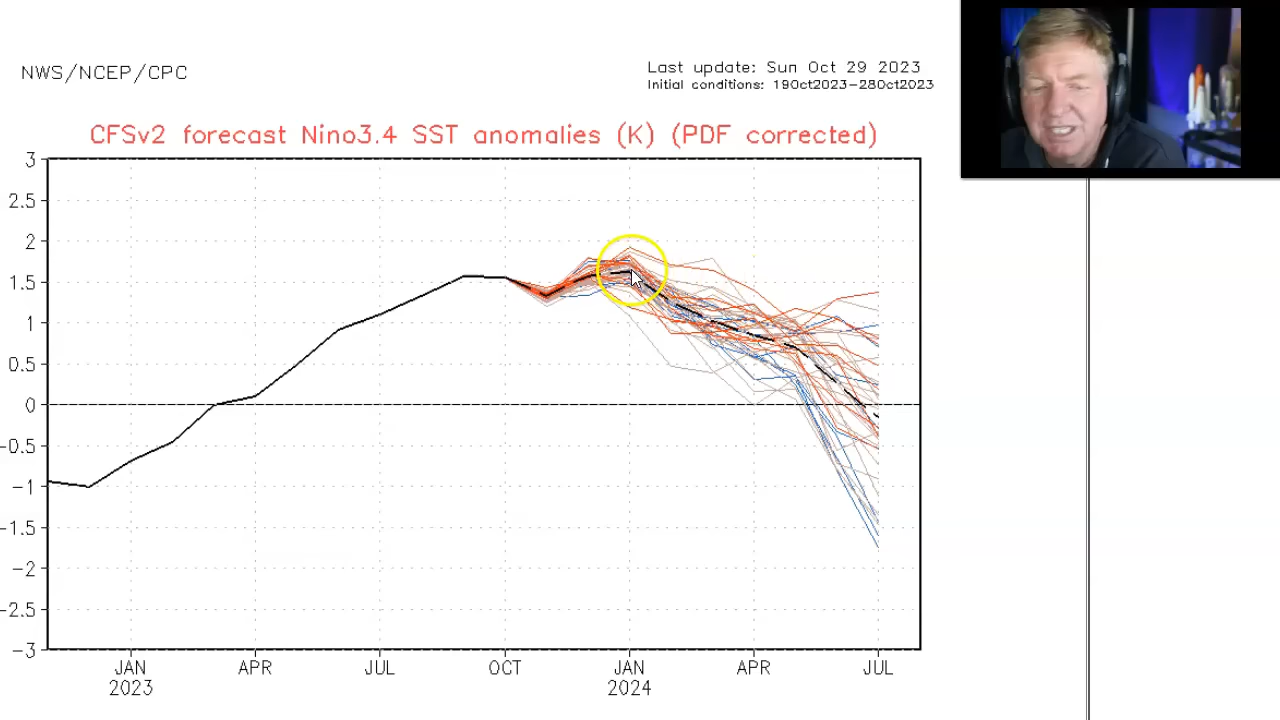 NWS/NCEP/CPC
Last update: Sun Oct 29 2023
Initial conditions: 19Oct2023–28Oct2023
CFSv2 forecast Nino3.4 SST anomalies (K) (PDF corrected)
3
2.5
2
1.5
1
0.5
0
-0.5
-1
-1.5
-2
-2.5
-3
JAN APR JUL OCT JAN APR JUL
2023 2024